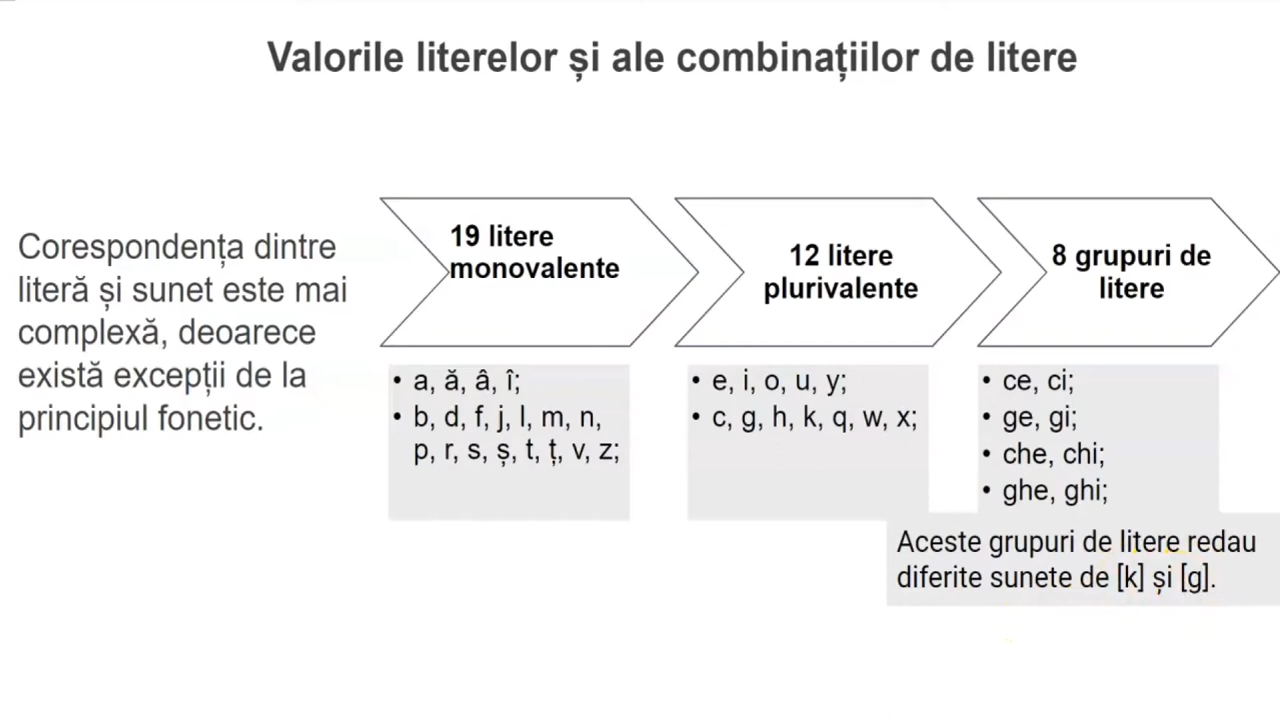 Valorile literelor și ale combinațiilor de litere
Corespondența dintre
literă și sunet este mai
complexă, deoarece
există excepții de la
principiul fonetic.
19 litere
monovalente
• a, ă, â, î;
• b, d, f, j, l, m, n,
p, r, s, ș, t, ț, v, z;
12 litere
plurivalente
• e, i, o, u, y;
• c, g, h, k, q, w, x;
8 grupuri de
litere
• ce, ci;
• ge, gi;
• che, chi;
• ghe, ghi;
Aceste grupuri de litere redau
diferite sunete de [k] și [g].